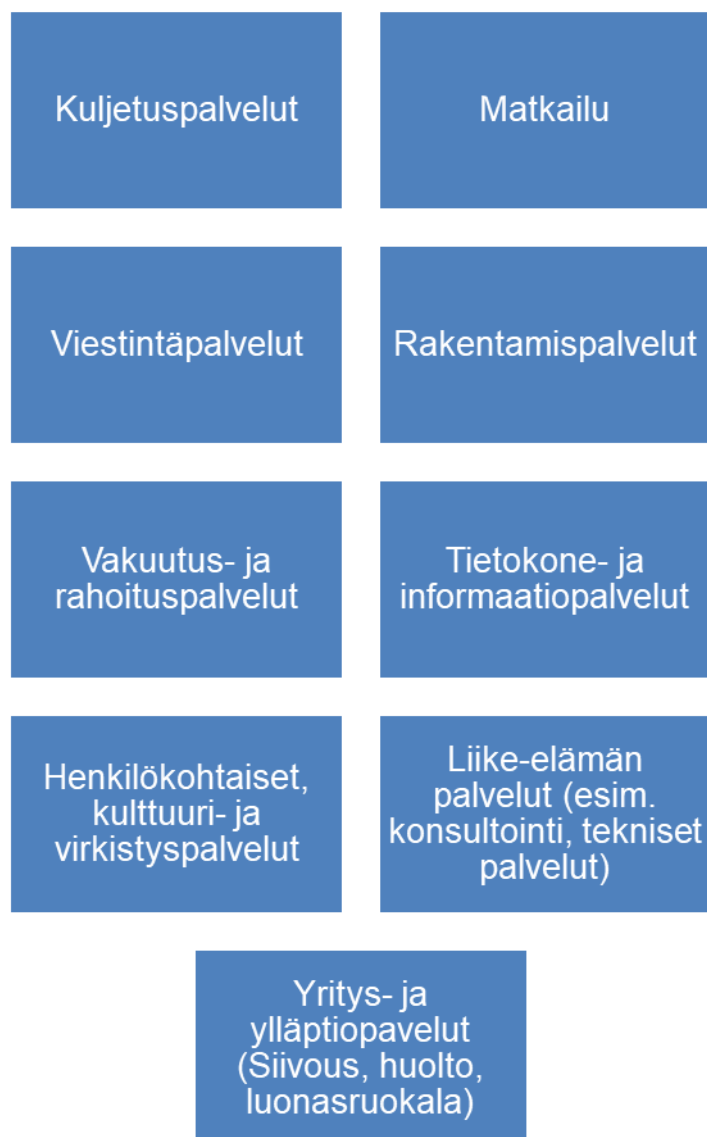 Kuljetuspalvelut
Matkailu
Viestintäpalvelut
Rakentamispalvelut
Vakuutus- ja
rahoituspalvelut
Tietokone- ja
informaatiopalvelut
Henkilökohtaiset,
kulttuuri- ja
virkistyspalvelut
Liike-elämän
palvelut (esim.
konsultointi, tekniset
palvelut)
Yritys- ja
ylläptiopavelut
(Siivous, huolto,
luonasruokala)